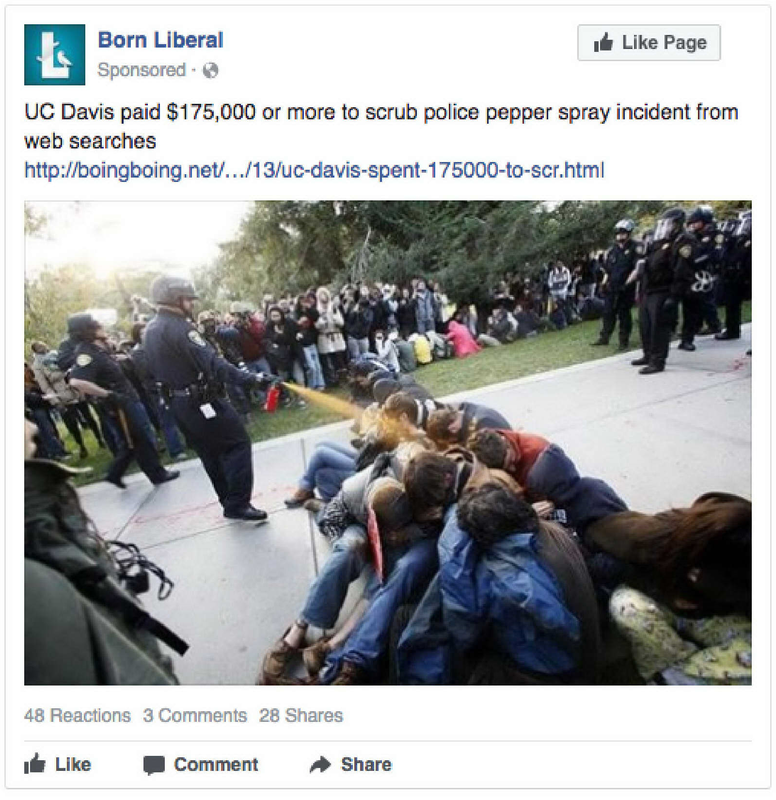 Born Liberal
Sponsored ·
Like Page
UC Davis paid $175,000 or more to scrub police pepper spray incident from
web searches
http://boingboing.net/.../13/uc-davis-spent-175000-to-scr.html
48 Reactions 3 Comments 28 Shares
Like Comment Share